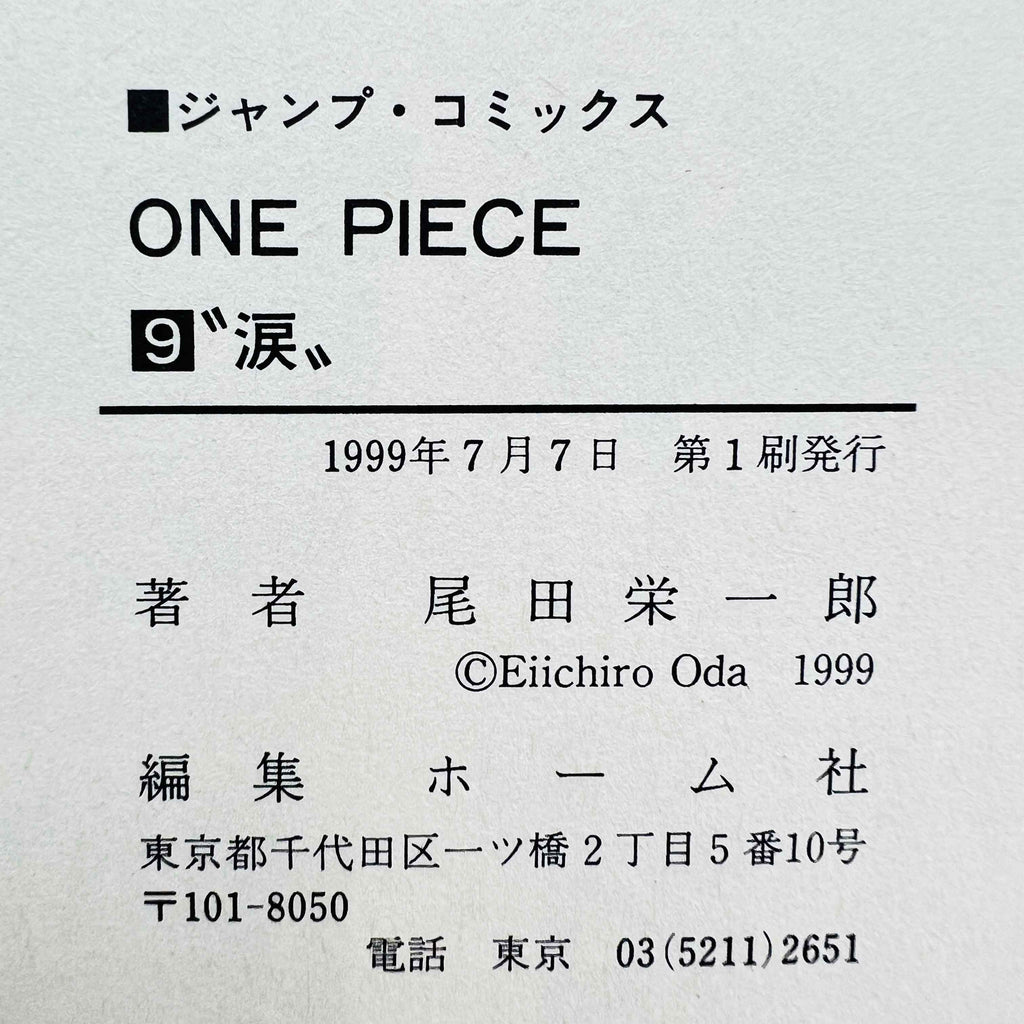 ■ジャンプ・コミックス
ONE PIECE
9〝涙〟
1999年7月7日 第1刷発行
著者 尾田栄一郎
©Eiichiro Oda 1999
編集 ホーム社
東京都千代田区一ツ橋2丁目5番10号
〒101-8050
電話 東京 03(5211)2651